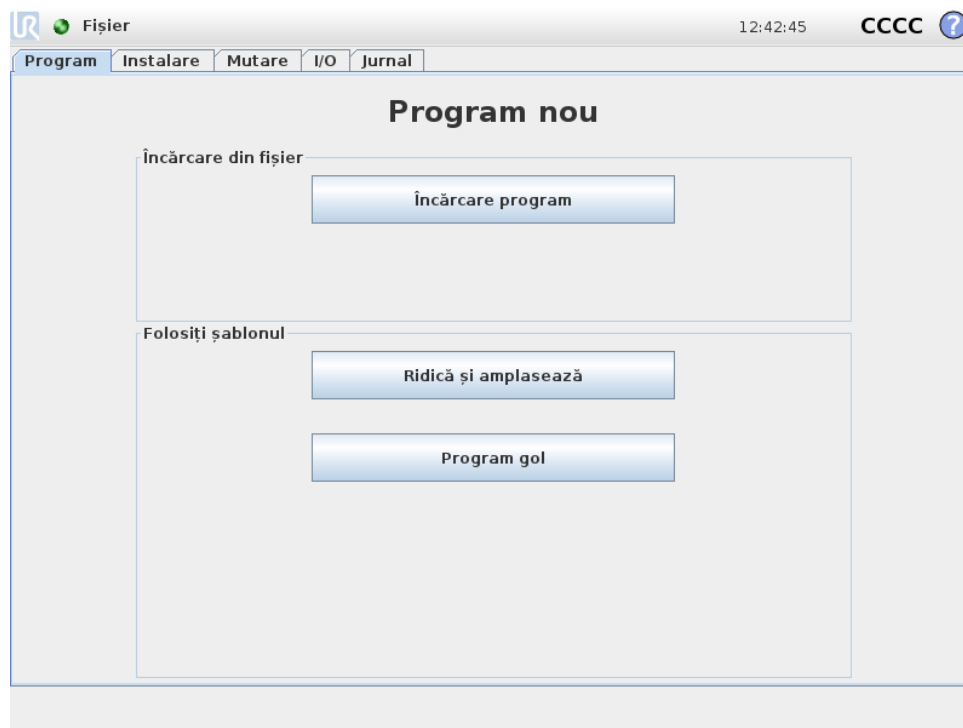 UR Fișier 12:42:45 CCCC ?
Program Instalare Mutare I/O Jurnal
Program nou
Încărcare din fișier
Încărcare program
Folosiți șablonul
Ridică și amplasează
Program gol